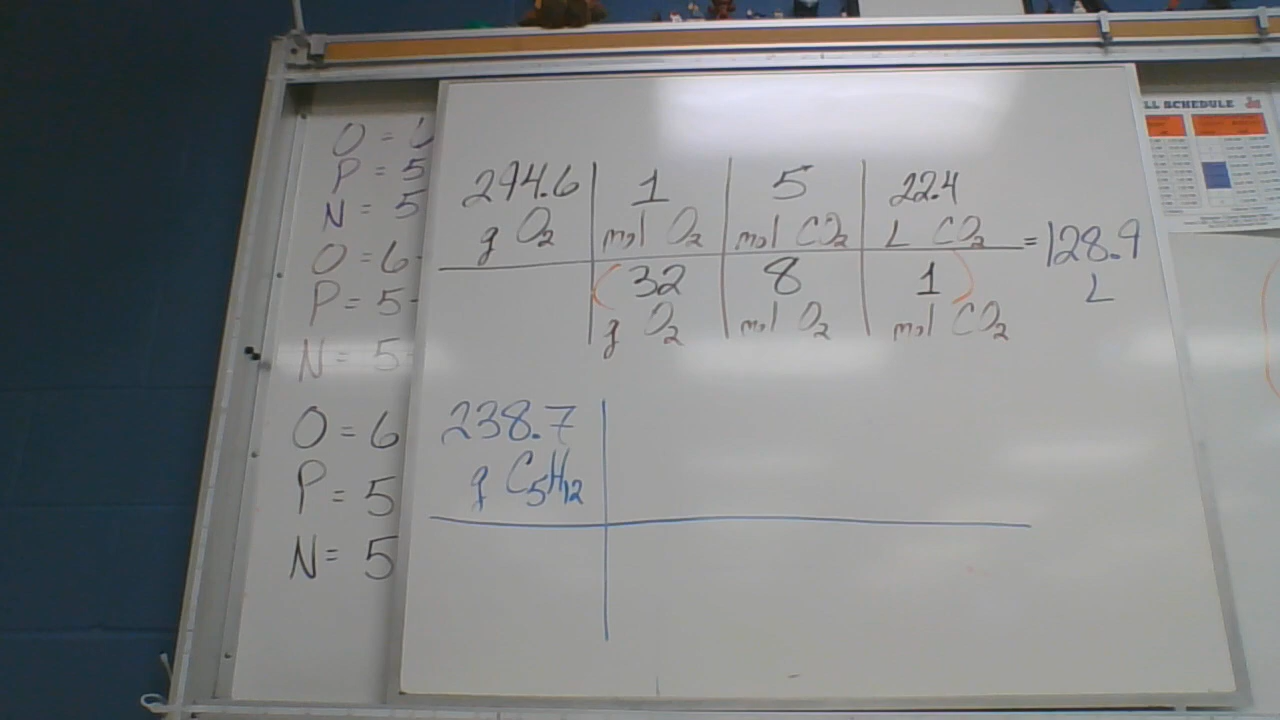 LL SCHEDULE
O =
P = 5
N = 5
O = 6
P = 5
N = 5
O = 6
P = 5
N = 5
294.6 1 5 22.4
g O₂ mol O₂ mol CO₂ L CO₂ = 128.9
32 8 1 L
g O₂ mol O₂ mol CO₂
238.7
g C₅H₁₂